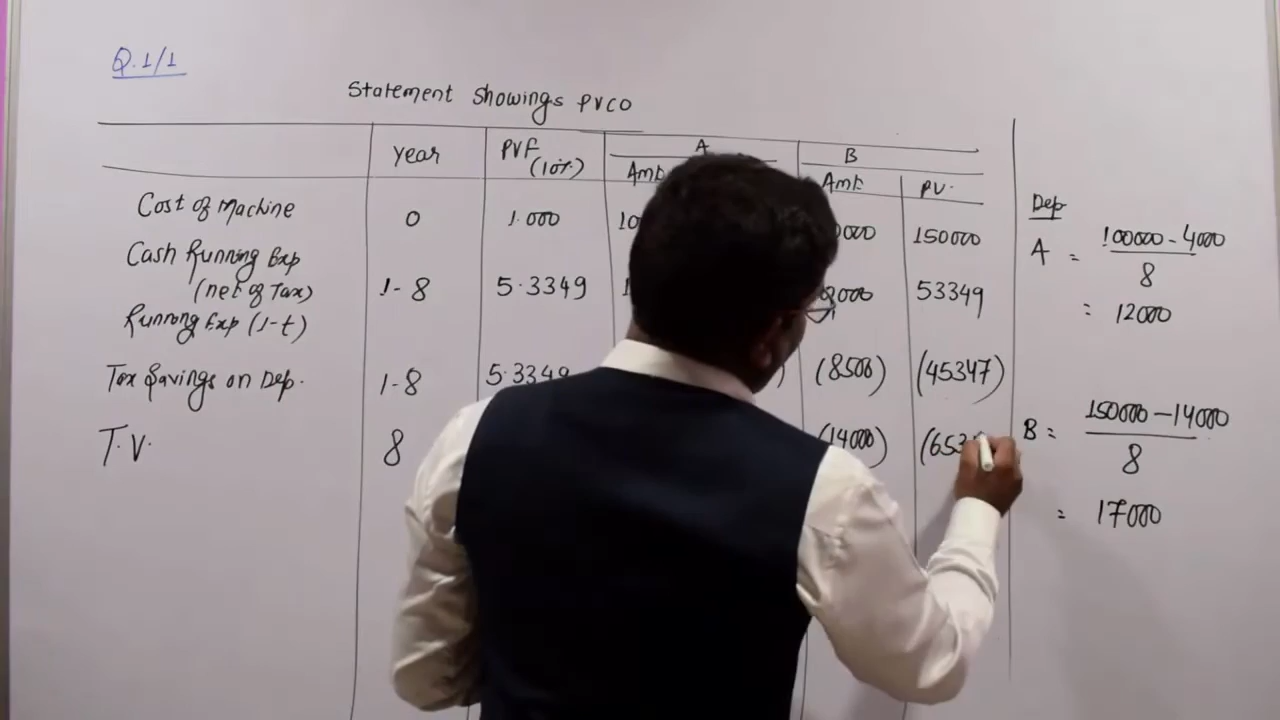 Q.1/1
Statement Showings PVCO
year PVF (10%) A B
Amt. Amt. PV.
Cost of Machine 0 1.000 150000
Cash Running Exp
(net of Tax) 1-8 5.3349 53349
Running Exp (1-t)
Tax Savings on Dep. 1-8 5.3349 (8500) (45347)
T.V. 8 (14000)
Dep
A = 100000 - 4000
8
= 12000
B = 150000 - 14000
8
= 17000